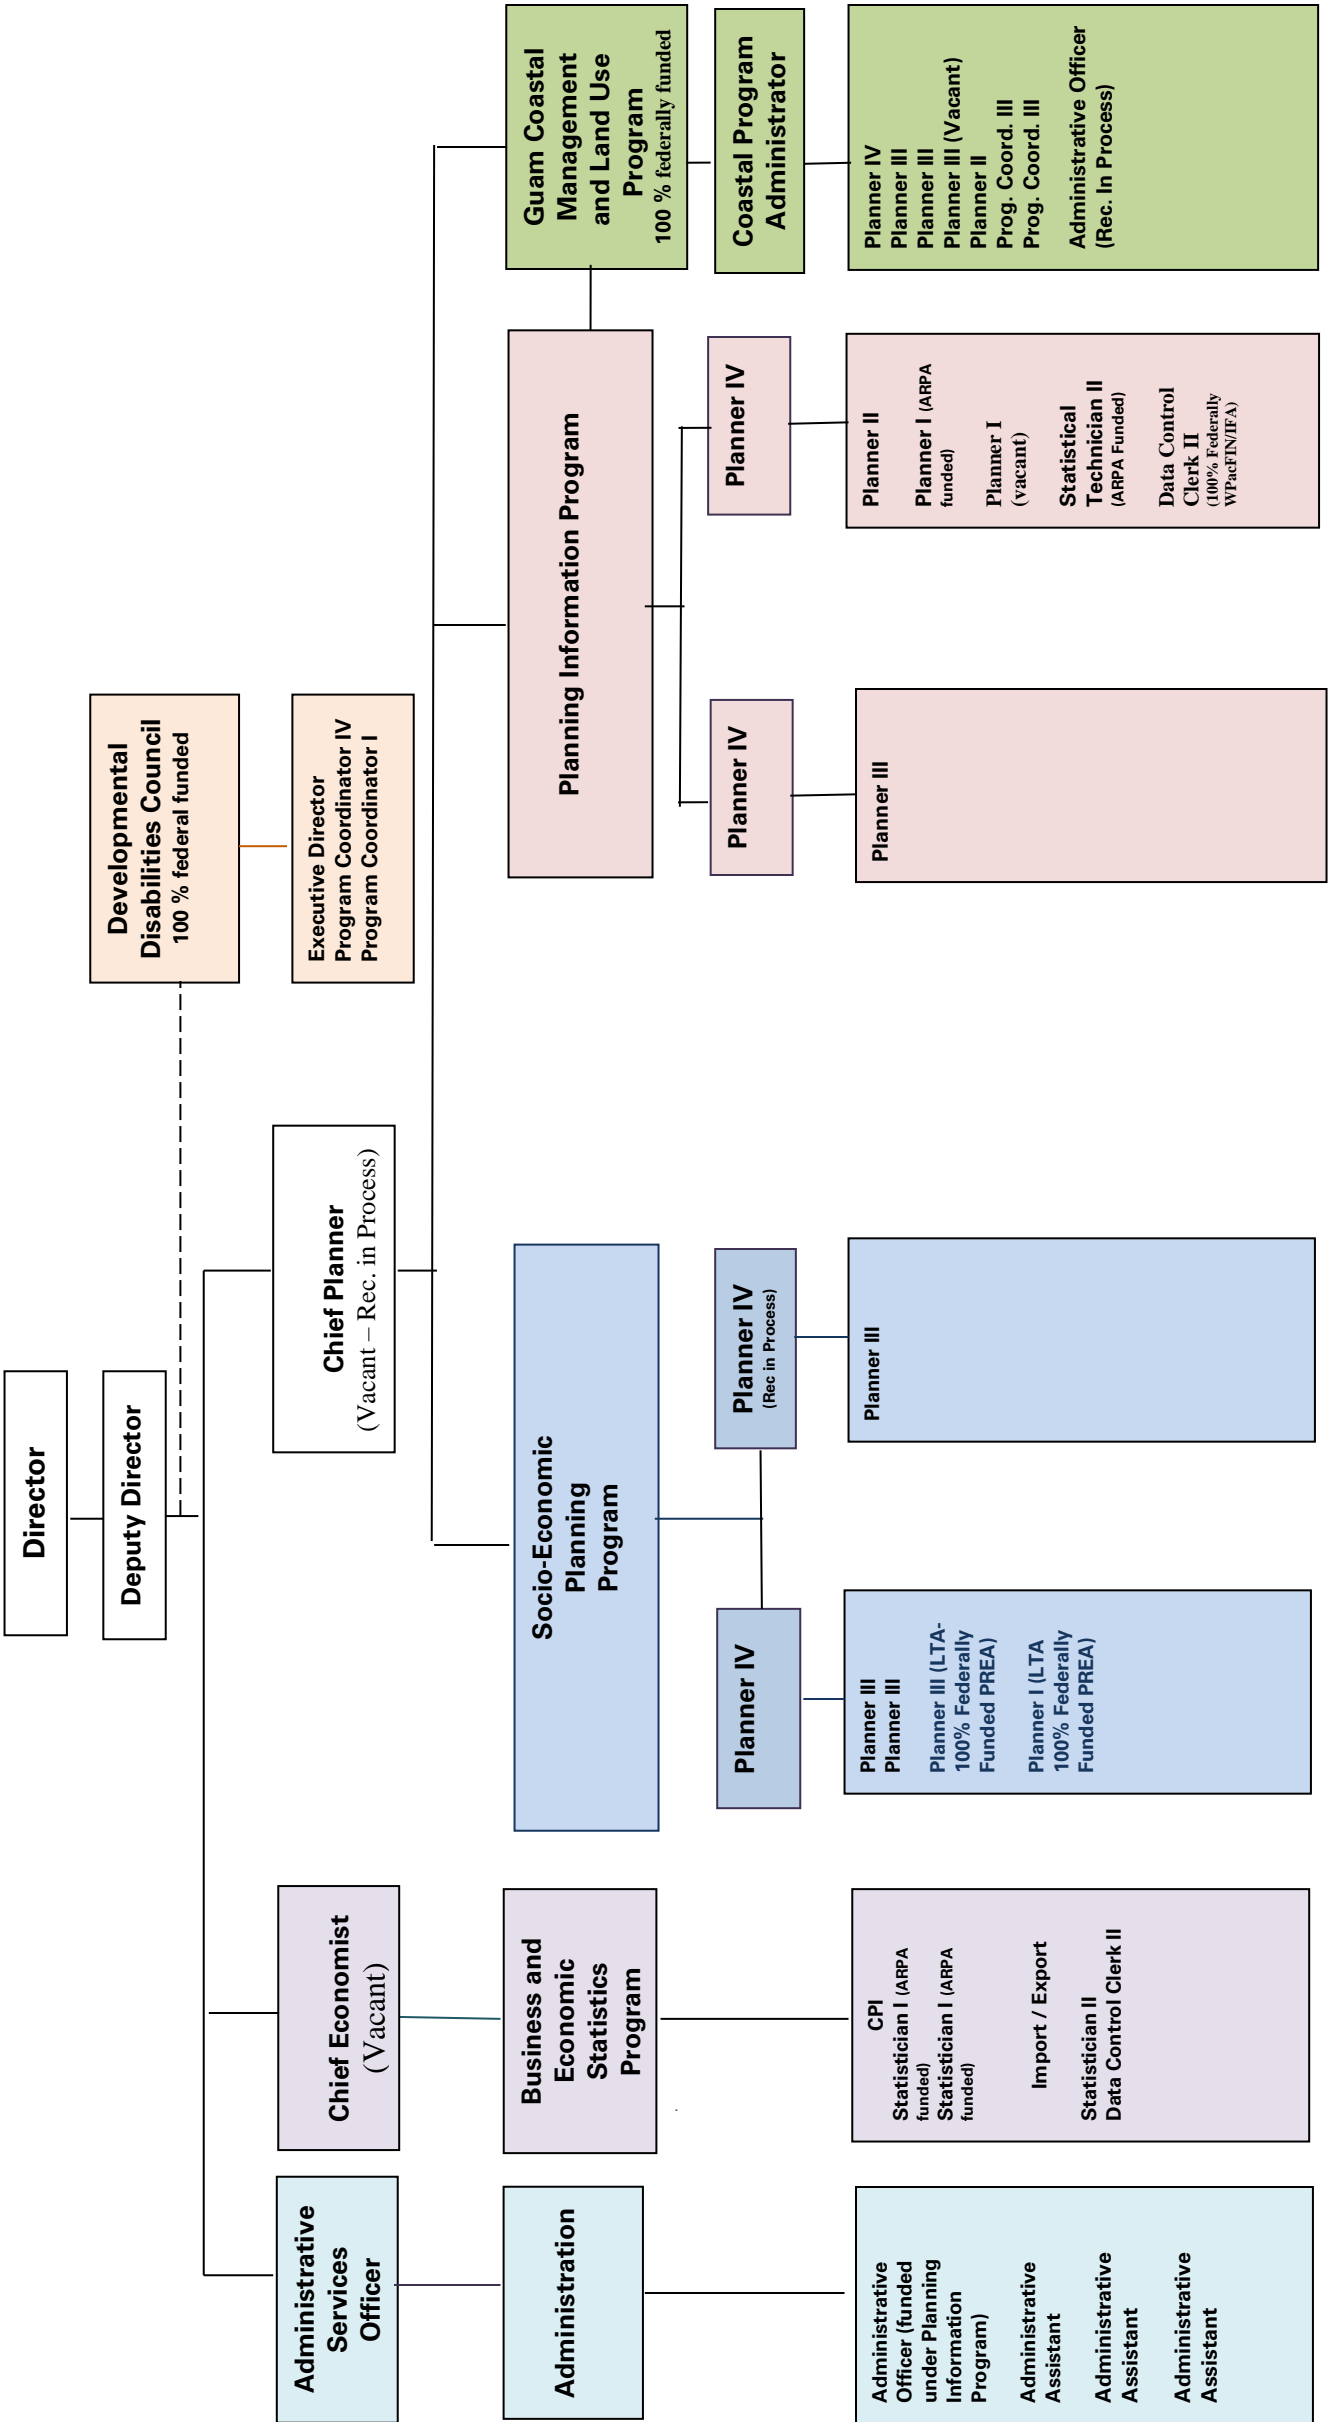 Director
Deputy Director
Developmental
Disabilities Council
100 % federal funded
Executive Director
Program Coordinator IV
Program Coordinator I
Administrative
Services
Officer
Chief Economist
(Vacant)
Chief Planner
(Vacant – Rec. in Process)
Administration
Business and
Economic
Statistics
Program
Socio-Economic
Planning
Program
Planning Information Program
Guam Coastal
Management
and Land Use
Program
100 % federally funded
Planner IV
Planner IV
(Rec in Process)
Planner IV
Planner IV
Coastal Program
Administrator
Administrative
Officer (funded
under Planning
Information
Program)
Administrative
Assistant
Administrative
Assistant
Administrative
Assistant
CPI
Statistician I (ARPA
funded)
Statistician I (ARPA
funded)
Import / Export
Statistician II
Data Control Clerk II
Planner III
Planner III
Planner III (LTA-
100% Federally
Funded PREA)
Planner I (LTA
100% Federally
Funded PREA)
Planner III
Planner III
Planner II
Planner I (ARPA
funded)
Planner I
(vacant)
Statistical
Technician II
(ARPA Funded)
Data Control
Clerk II
(100% Federally
WPacFIN/IFA)
Planner IV
Planner III
Planner III
Planner III (Vacant)
Planner II
Prog. Coord. III
Prog. Coord. III
Administrative Officer
(Rec. In Process)